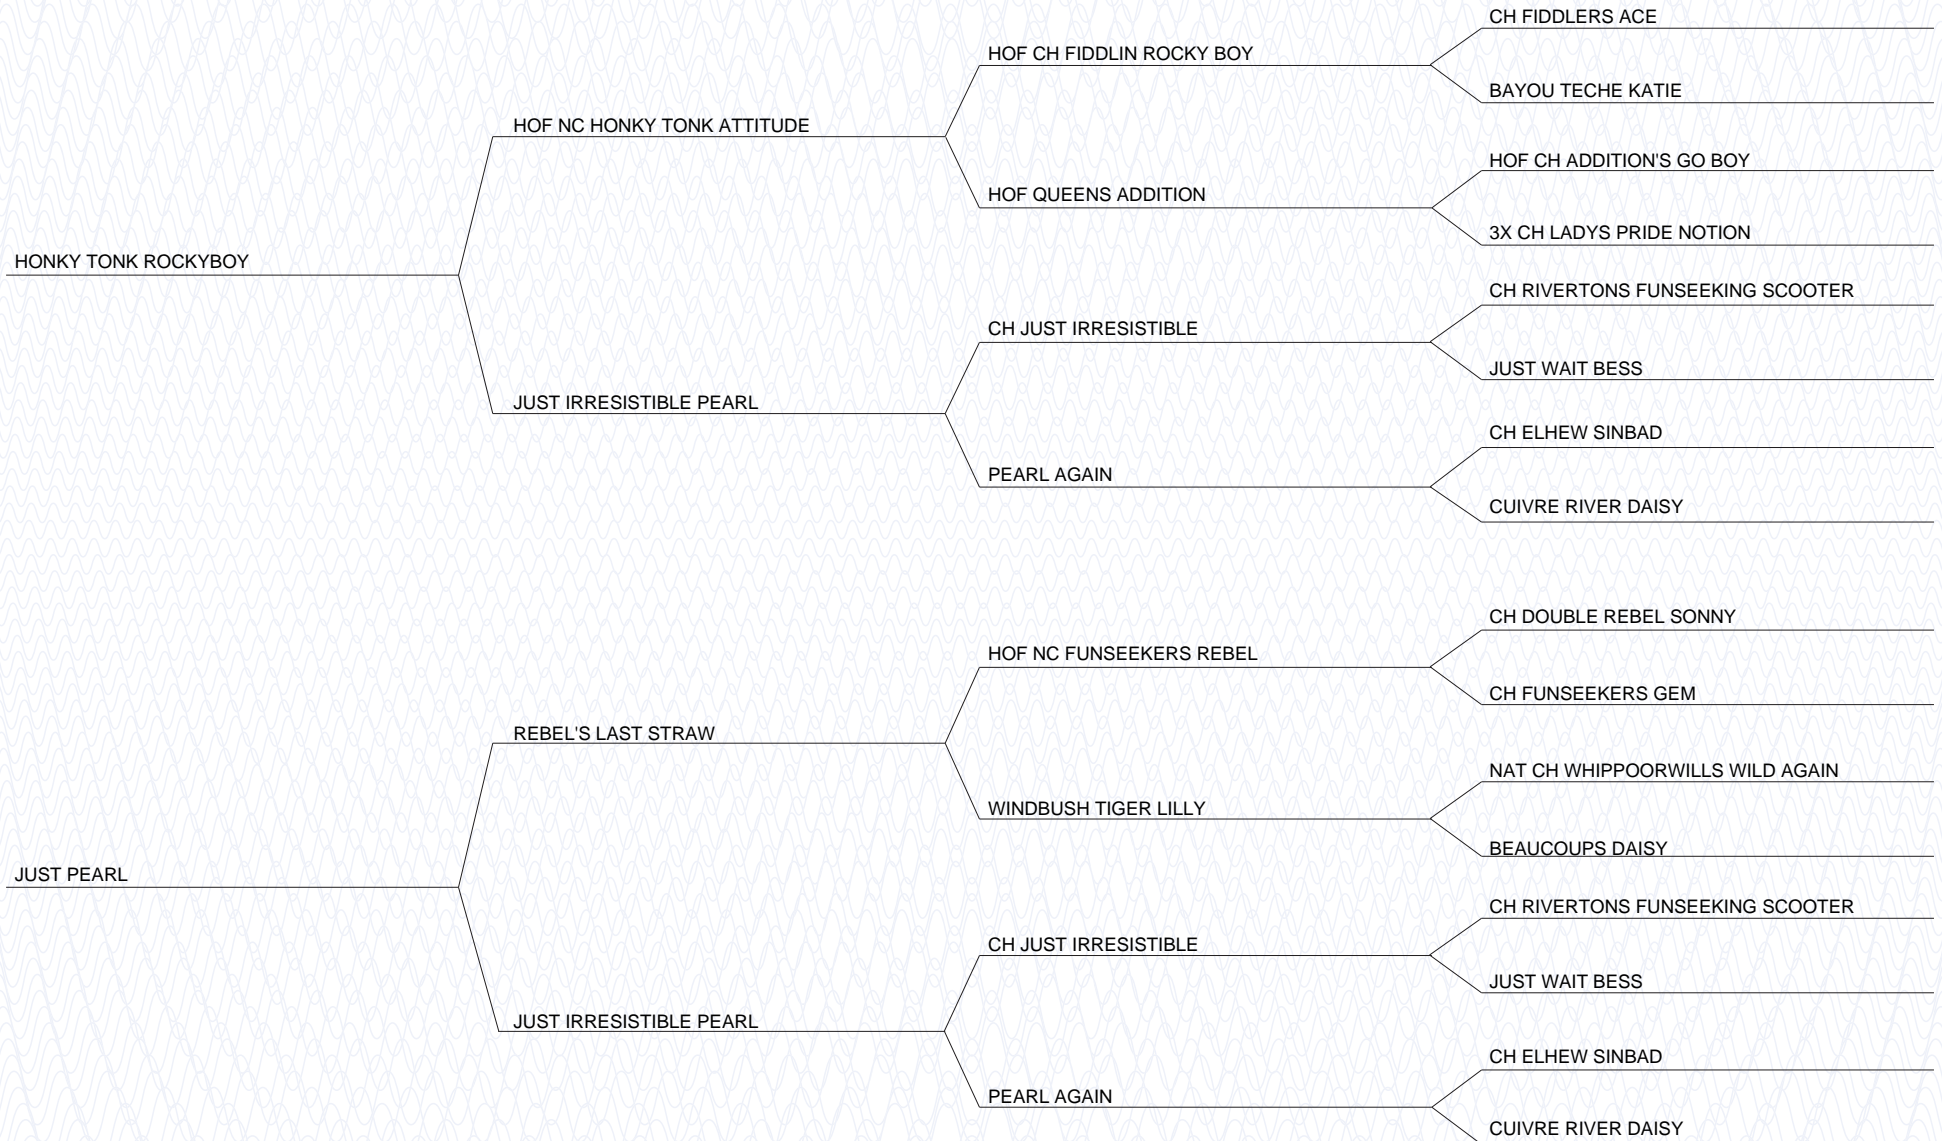 CH FIDDLERS ACE
HOF CH FIDDLIN ROCKY BOY
BAYOU TECHE KATIE
HOF NC HONKY TONK ATTITUDE
HOF CH ADDITION'S GO BOY
HOF QUEENS ADDITION
3X CH LADYS PRIDE NOTION
HONKY TONK ROCKYBOY
CH RIVERTONS FUNSEEKING SCOOTER
CH JUST IRRESISTIBLE
JUST WAIT BESS
JUST IRRESISTIBLE PEARL
CH ELHEW SINBAD
PEARL AGAIN
CUIVRE RIVER DAISY
CH DOUBLE REBEL SONNY
HOF NC FUNSEEKERS REBEL
CH FUNSEEKERS GEM
REBEL'S LAST STRAW
NAT CH WHIPPOORWILLS WILD AGAIN
WINDBUSH TIGER LILLY
BEAUCOUPS DAISY
JUST PEARL
CH RIVERTONS FUNSEEKING SCOOTER
CH JUST IRRESISTIBLE
JUST WAIT BESS
JUST IRRESISTIBLE PEARL
CH ELHEW SINBAD
PEARL AGAIN
CUIVRE RIVER DAISY